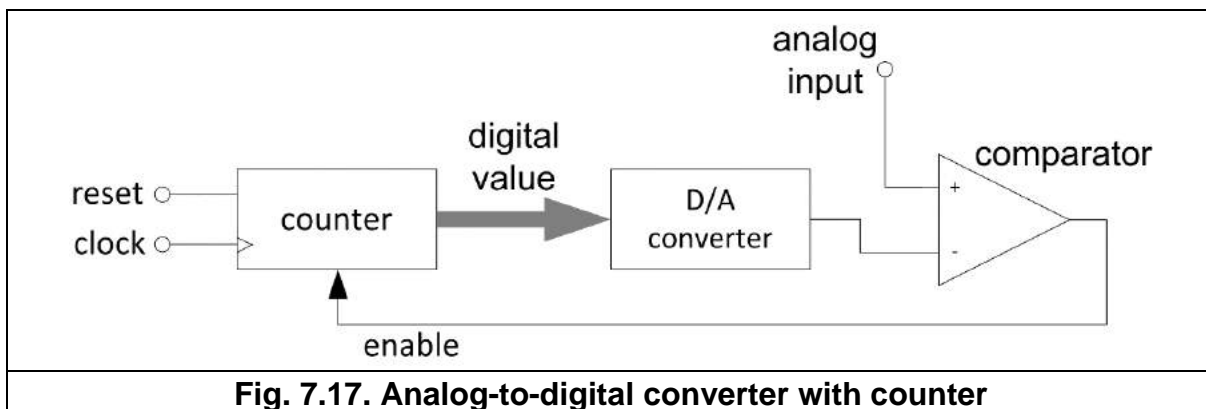 analog
input
digital
value
comparator
reset
clock
counter
D/A
converter
+
-
enable
Fig. 7.17. Analog-to-digital converter with counter